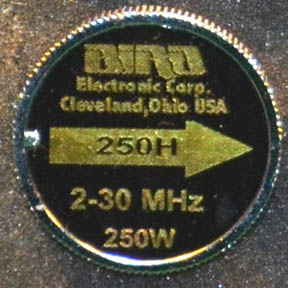 BIRD
Electronic Corp.
Cleveland,Ohio USA
250H
2-30 MHz
250W